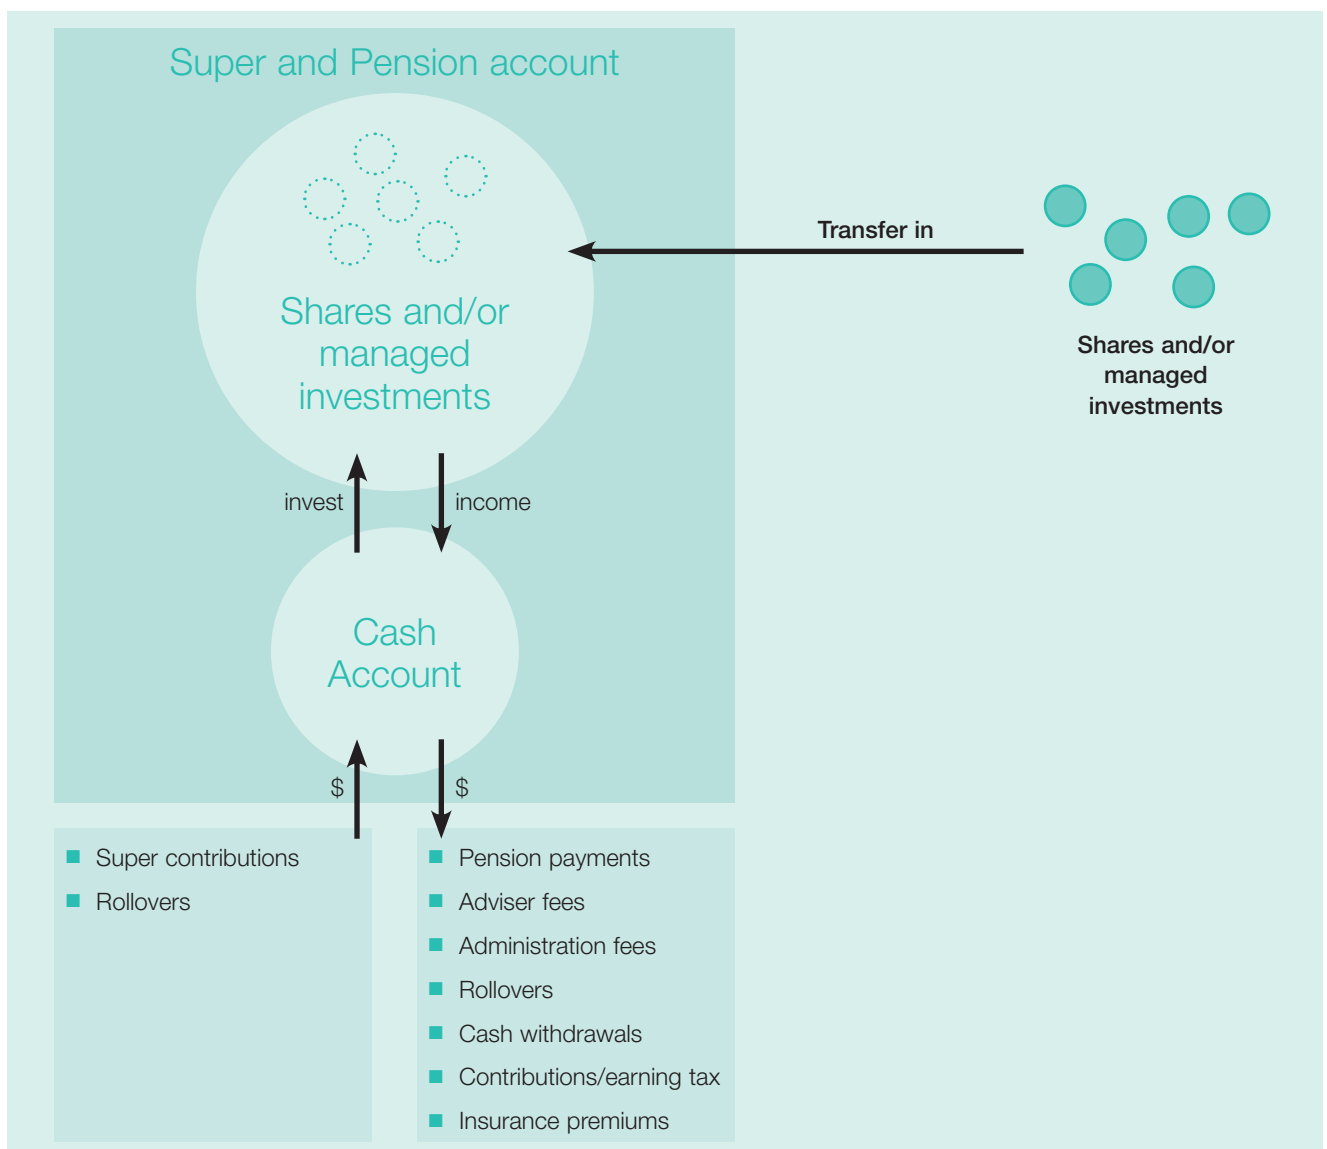 Super and Pension account
Shares and/or
managed
investments
Transfer in
Shares and/or
managed
investments
invest
income
Cash
Account
$
$
Super contributions
Rollovers
Pension payments
Adviser fees
Administration fees
Rollovers
Cash withdrawals
Contributions/earning tax
Insurance premiums